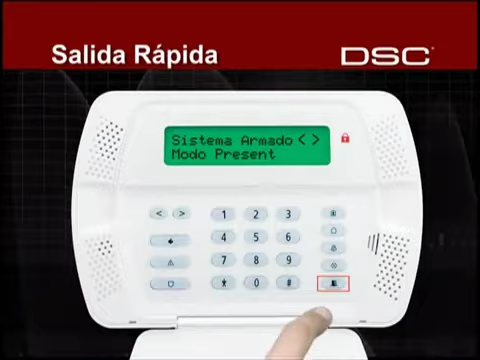 Salida Rápida
DSC
Sistema Armado < >
Modo Present
< >
1 2 3
4 5 6
7 8 9
* 0 #